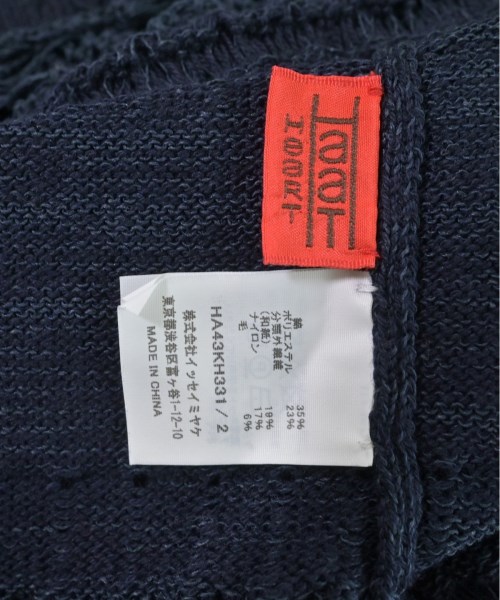 HaaT
HaaKT
綿 35%
ポリエステル 23%
分類外繊維
(和紙) 19%
ナイロン 17%
毛 6%
HA43KH331 / 2
株式会社イッセイミヤケ
東京都渋谷区富ヶ谷1-12-10
MADE IN CHINA